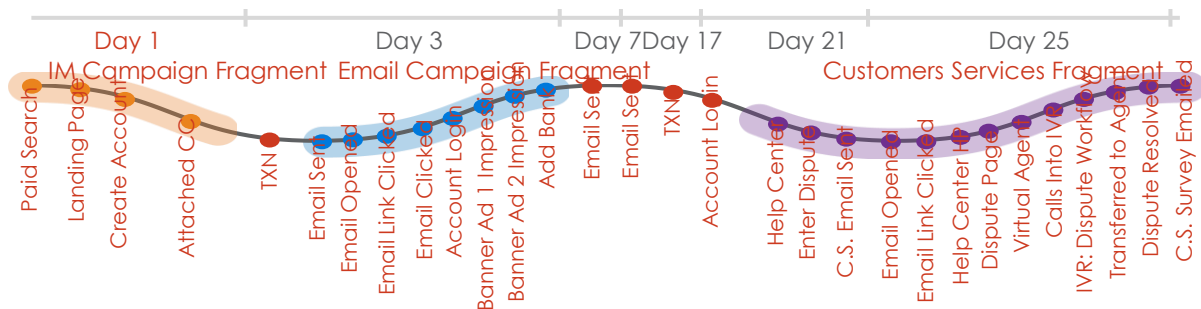 Day 1
Day 3
Day 7
Day 17
Day 21
Day 25
IM Campaign Fragment
Email Campaign Fragment
Customers Services Fragment
Paid Search
Landing Page
Create Account
Attached CC
TXN
Email Sent
Email Opened
Email Link Clicked
Email Clicked
Account Login
Banner Ad 1 Impression
Banner Ad 2 Impression
Add Bank
Email Sent
Email Sent
TXN
Account Login
Help Center
Enter Dispute
C.S. Email Sent
Email Opened
Email Link Clicked
Help Center Hit
Dispute Page
Virtual Agent
Calls Into IVR
IVR: Dispute Workflow
Transferred to Agent
Dispute Resolved
C.S. Survey Emailed